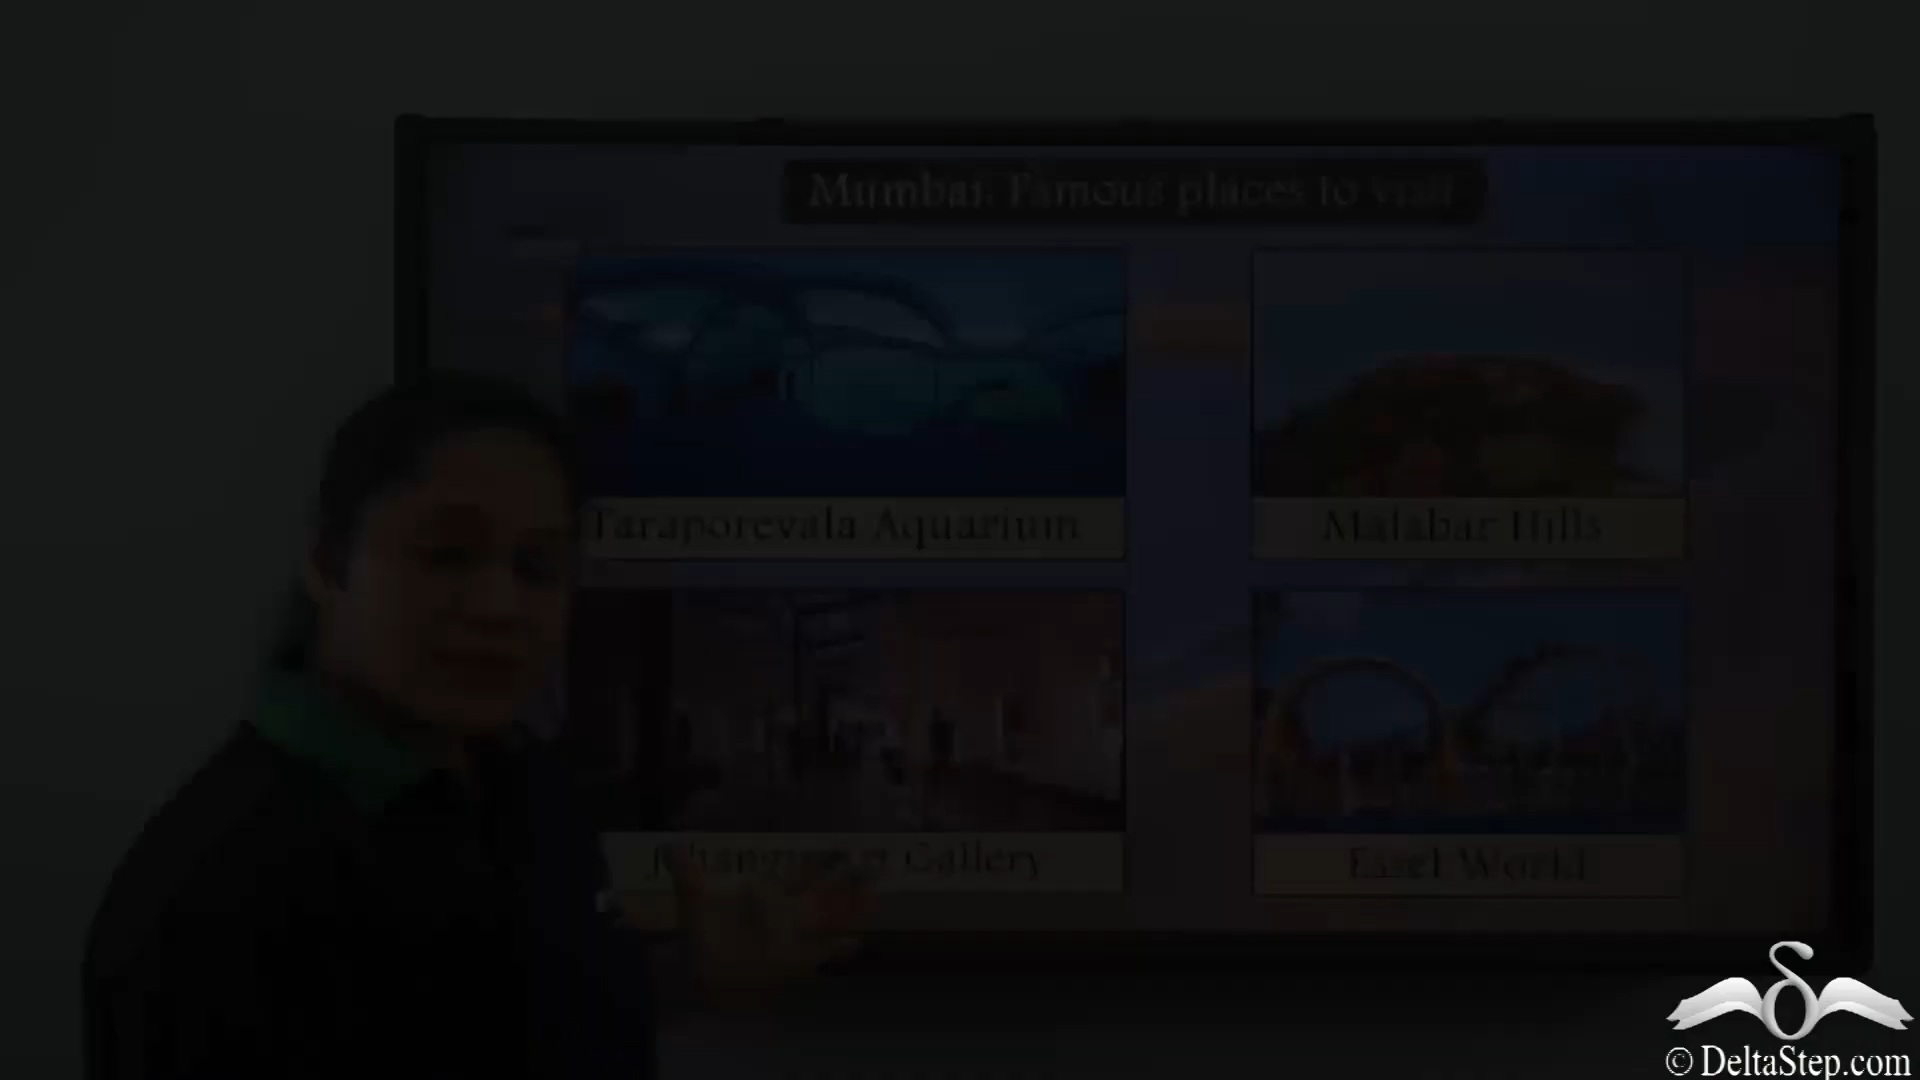 Mumbai: Famous places to visit
Taraporevala Aquarium
Malabar Hills
Gallery
Essel World
© DeltaStep.com